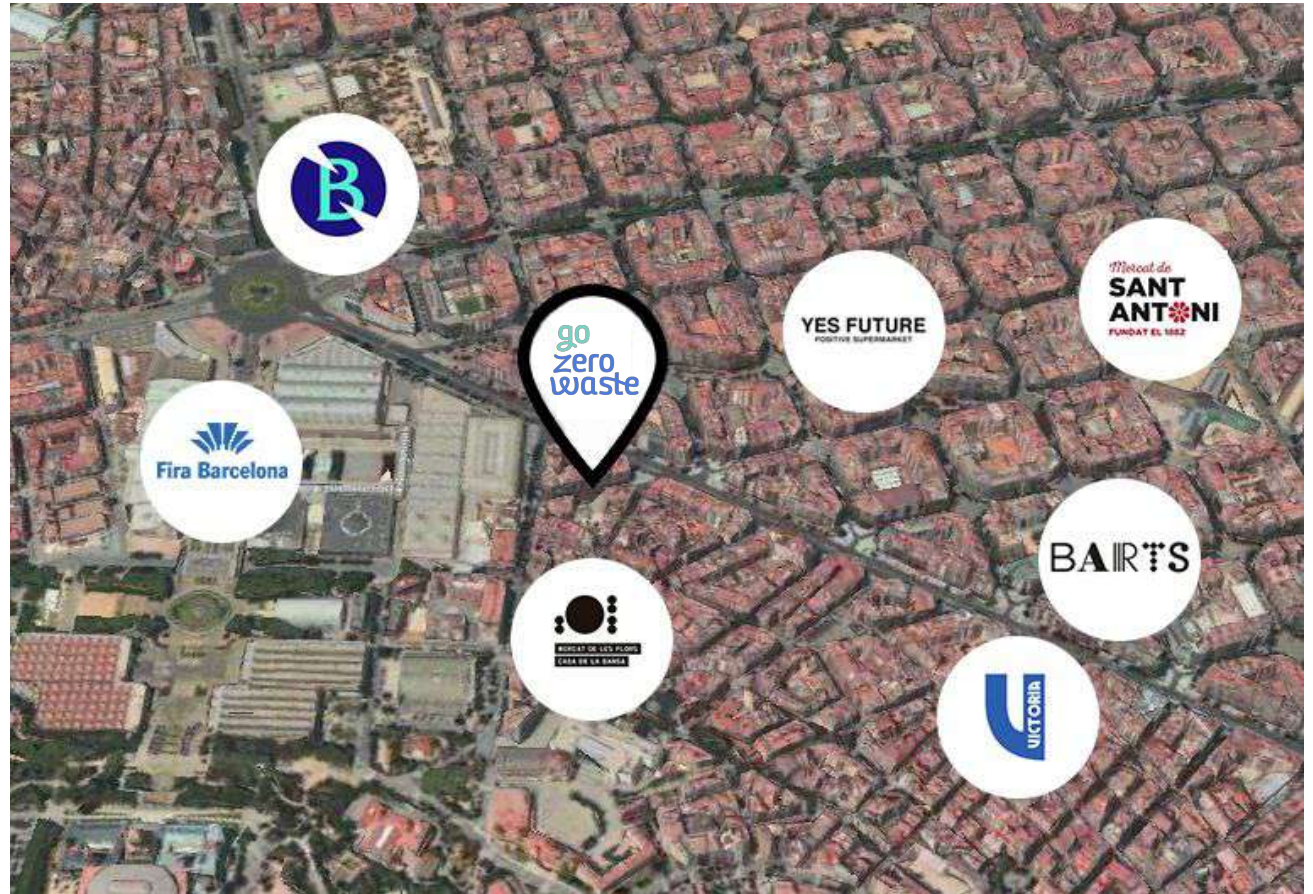 B
go
zero
waste
YES FUTURE
POSITIVE SUPERMARKET
Mercat de
SANT
ANTONI
FUNDAT EL 1882
Fira Barcelona
BARTS
MERCAT DE LES FLORS
CASA DE LA DANSA
VICTORIA